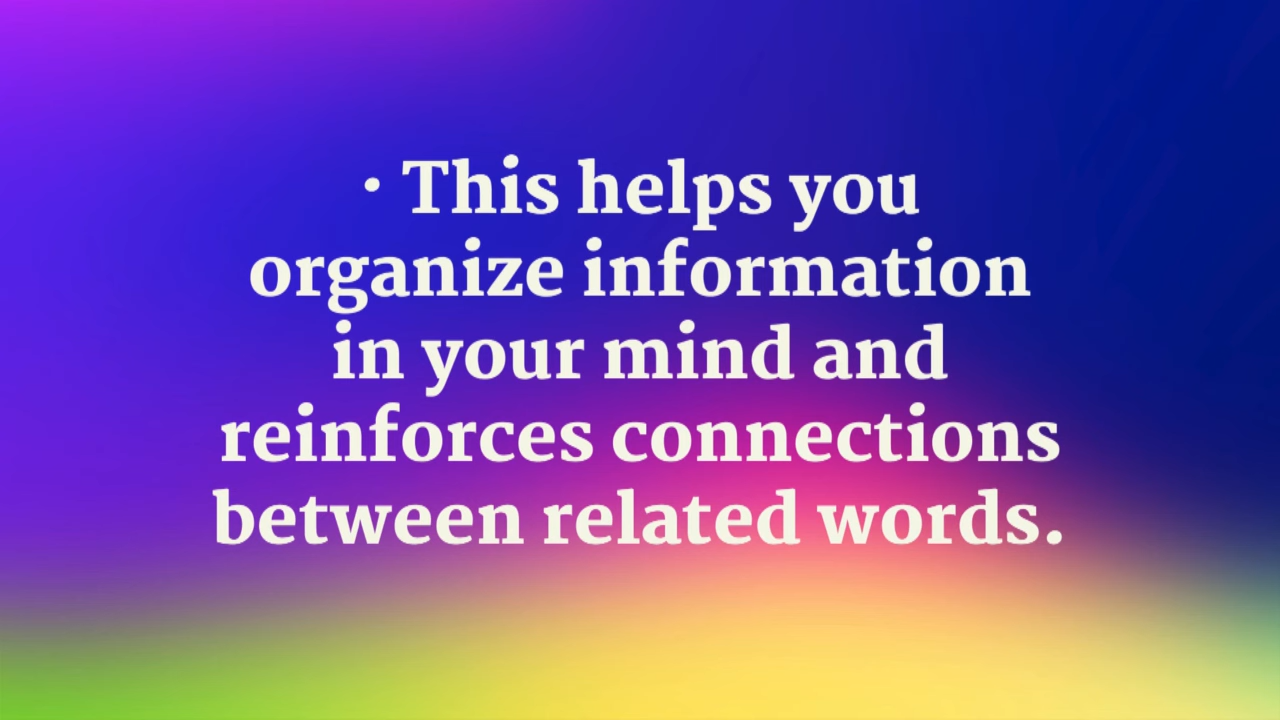 · This helps you
organize information
in your mind and
reinforces connections
between related words.